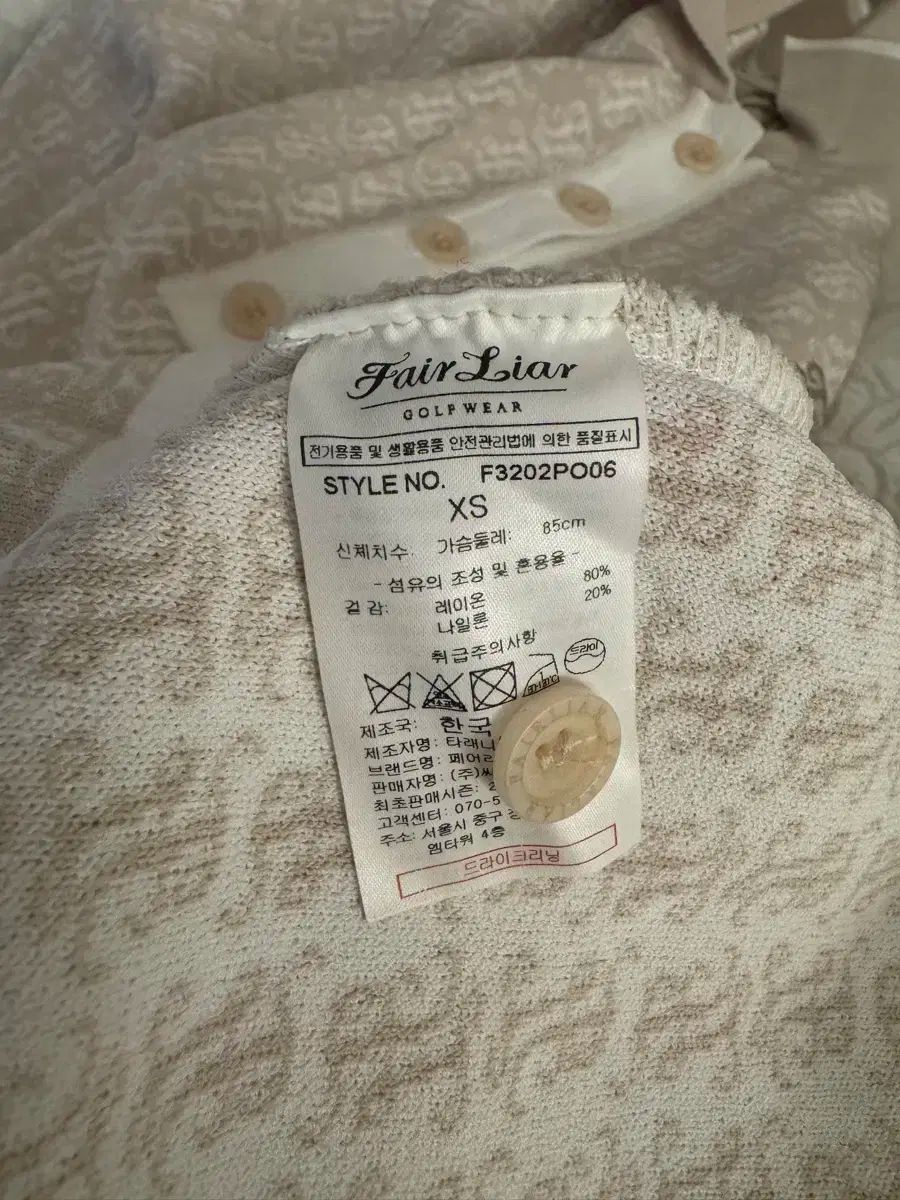 Fair Liar
GOLF WEAR
전기용품 및 생활용품 안전관리법에 의한 품질표시
STYLE NO. F3202PO06
XS
신체치수: 가슴둘레: 85cm
- 섬유의 조성 및 혼용율 -
겉감: 레이온 80%
나일론 20%
취급주의사항
드라이
제조국: 한국
제조자명:
브랜드명:
판매자명: (주)
최초판매시즌:
고객센터: 070-5
주소: 서울시 중구
엠타워 4층
드라이크리닝